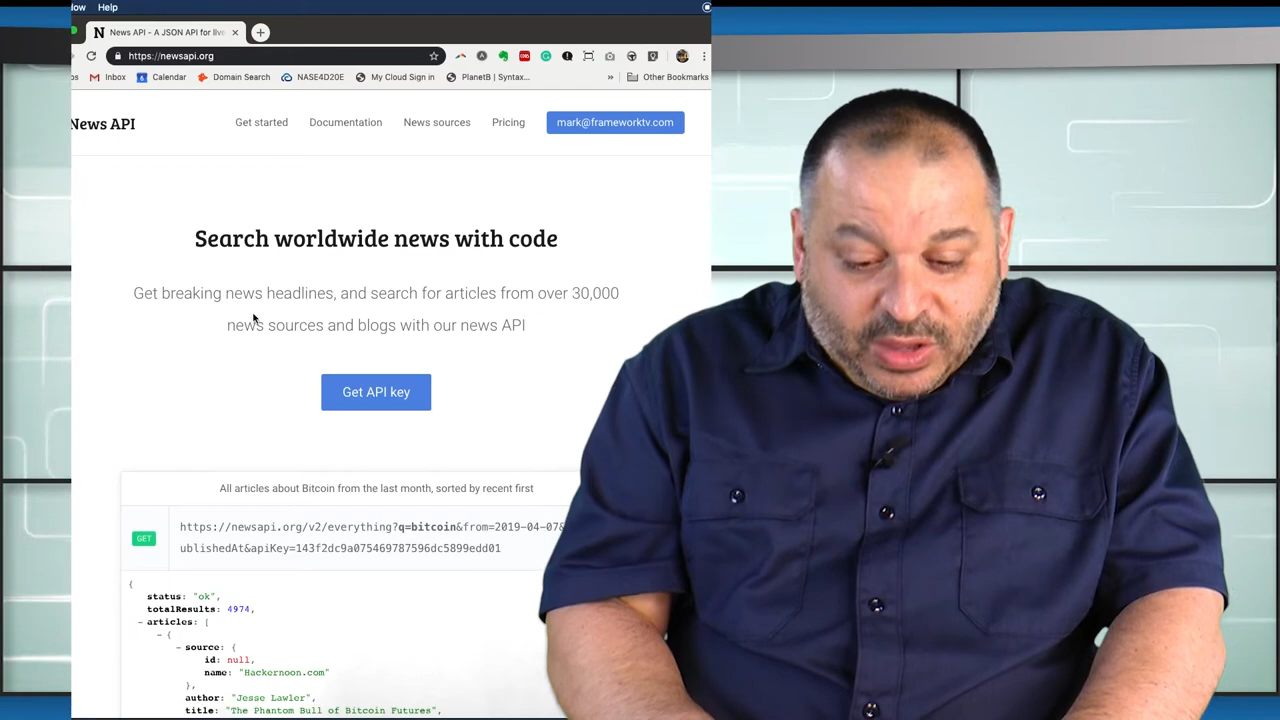 Help
News API - A JSON API for live
https://newsapi.org
Inbox Calendar Domain Search NASE4D20E My Cloud Sign in PlanetB | Syntax... » Other Bookmarks
News API Get started Documentation News sources Pricing mark@frameworktv.com
Search worldwide news with code
Get breaking news headlines, and search for articles from over 30,000
news sources and blogs with our news API
Get API key
All articles about Bitcoin from the last month, sorted by recent first
GET
https://newsapi.org/v2/everything?q=bitcoin&from=2019-04-07&
ublishedAt&apiKey=143f2dc9a075469787596dc5899edd01
{
status: "ok",
totalResults: 4974,
- articles: [
- {
- source: {
id: null,
name: "Hackernoon.com"
},
author: "Jesse Lawler",
title: "The Phantom Bull of Bitcoin Futures",